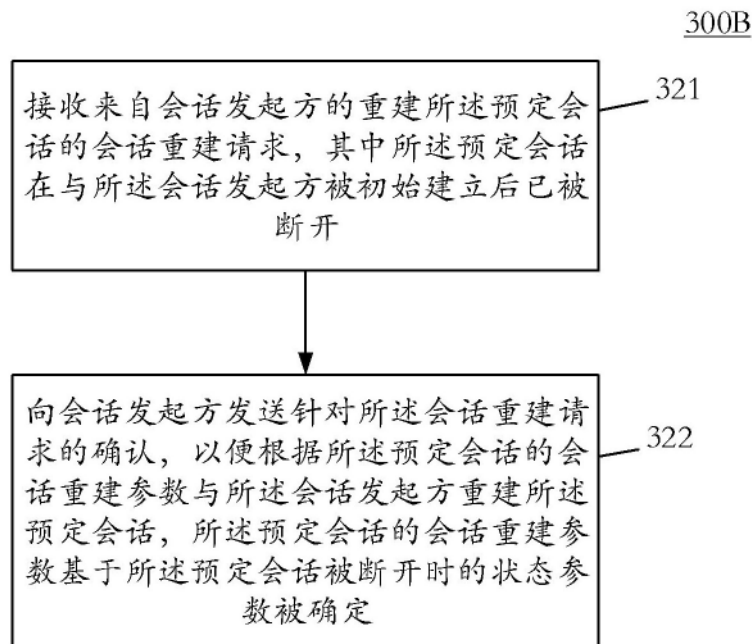 300B
接收来自会话发起方的重建所述预定会
话的会话重建请求，其中所述预定会话
在与所述会话发起方被初始建立后已被
断开
321
向会话发起方发送针对所述会话重建请
求的确认，以便根据所述预定会话的会
话重建参数与所述会话发起方重建所述
预定会话，所述预定会话的会话重建参
数基于所述预定会话被断开时的状态参
数被确定
322